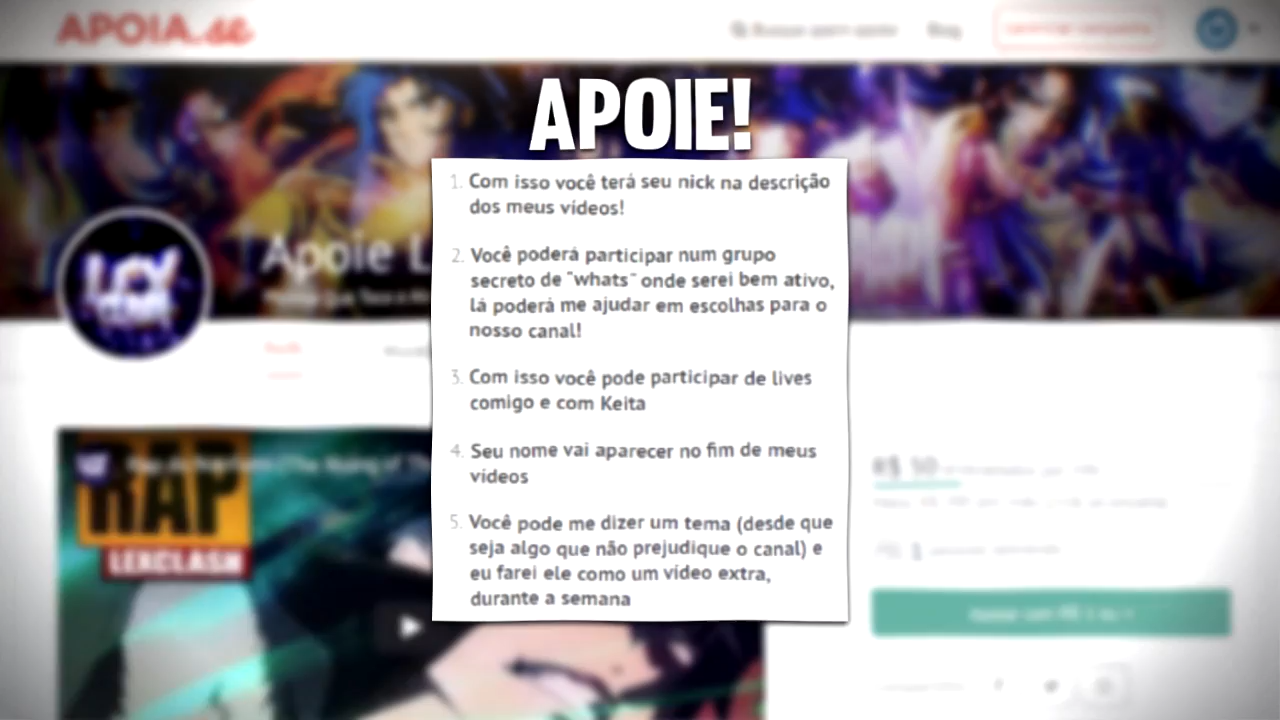 APOIA.se
Blog
APOIE!
Apoie
1. Com isso você terá seu nick na descrição
dos meus vídeos!
2. Você poderá participar num grupo
secreto de "whats" onde serei bem ativo,
lá poderá me ajudar em escolhas para o
nosso canal!
3. Com isso você pode participar de lives
comigo e com Keita
4. Seu nome vai aparecer no fim de meus
vídeos
5. Você pode me dizer um tema (desde que
seja algo que não prejudique o canal) e
eu farei ele como um vídeo extra,
durante a semana
RAP
LEXCLASH